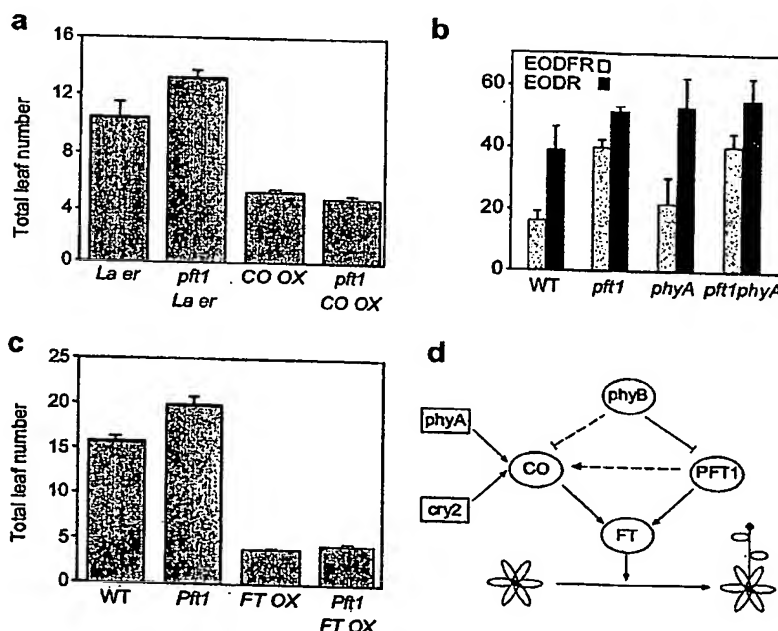 a
Total leaf number
16
12
8
4
0
La er
pft1
La er
CO OX
pft1
CO OX
b
EODFR
EODR
60
40
20
0
WT
pft1
phyA
pft1phyA
c
Total leaf number
25
20
15
10
5
0
WT
Pft1
FT OX
Pft1
FT OX
d
phyB
phyA
CO
PFT1
cry2
FT